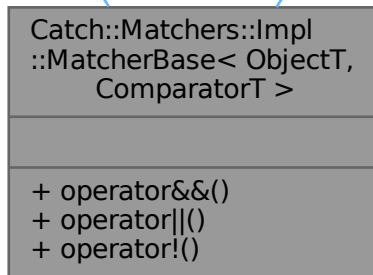 Catch::Matchers::Impl
::MatcherBase< ObjectT,
ComparatorT >
+ operator&&()
+ operator||()
+ operator!()